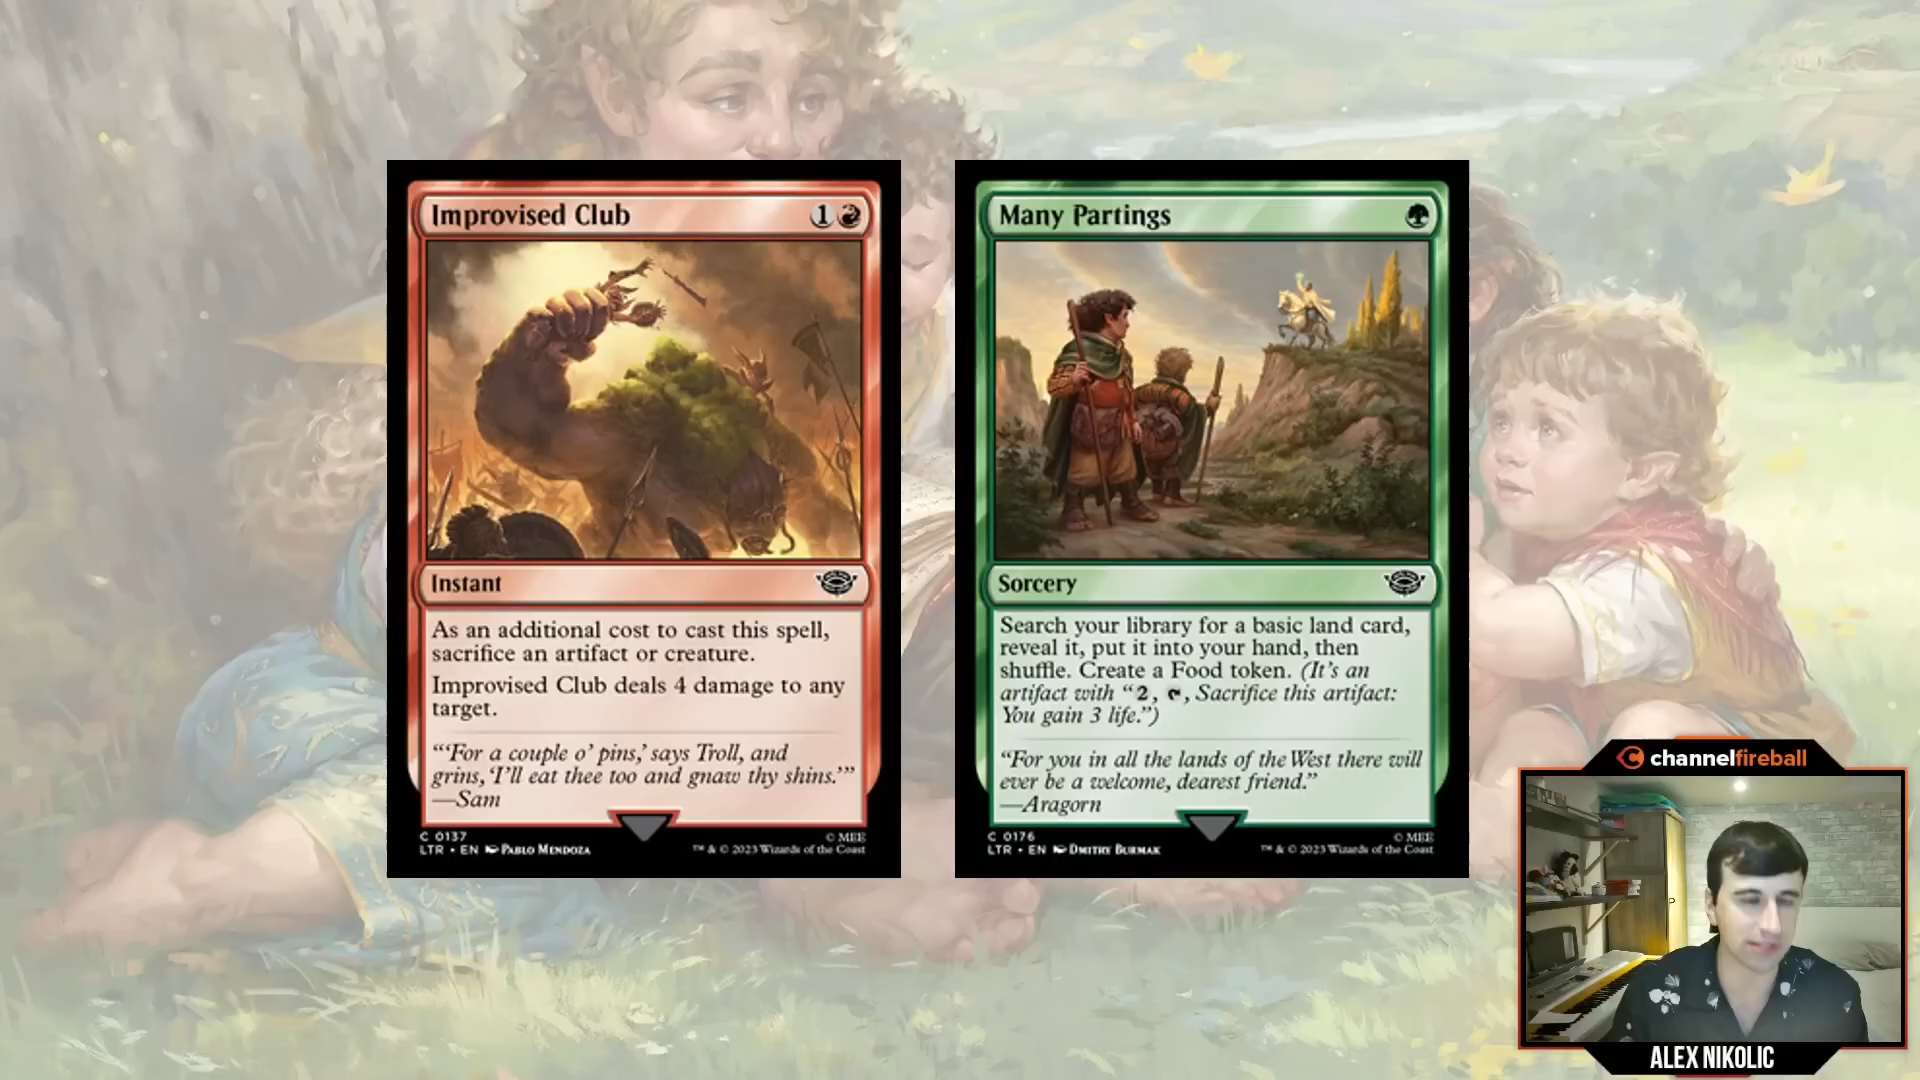 Improvised Club 1
Instant
As an additional cost to cast this spell,
sacrifice an artifact or creature.
Improvised Club deals 4 damage to any
target.
“‘For a couple o’ pins,’ says Troll, and
grins, ‘I’ll eat thee too and gnaw thy shins.’”
—Sam
C 0137
LTR • EN Pablo Mendoza
© MEE
™ & © 2023 Wizards of the Coast
Many Partings
Sorcery
Search your library for a basic land card,
reveal it, put it into your hand, then
shuffle. Create a Food token. (It’s an
artifact with “2, , Sacrifice this artifact:
You gain 3 life.”)
“For you in all the lands of the West there will
ever be a welcome, dearest friend.”
—Aragorn
C 0176
LTR • EN Dmitry Burmak
© MEE
™ & © 2023 Wizards of the Coast
channelfireball
ALEX NIKOLIC